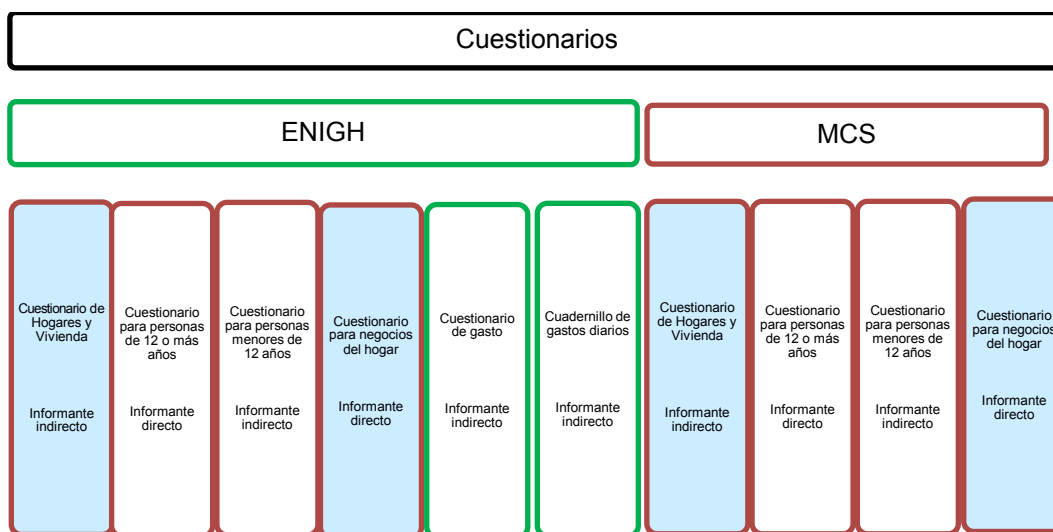 Cuestionarios
ENIGH
MCS
Cuestionario de
Hogares y
Vivienda
Informante
indirecto
Cuestionario
para personas
de 12 o más
años
Informante
directo
Cuestionario
para personas
menores de
12 años
Informante
indirecto
Cuestionario
para negocios
del hogar
Informante
directo
Cuestionario
de gasto
Informante
indirecto
Cuadernillo de
gastos diarios
Informante
indirecto
Cuestionario
de Hogares y
Vivienda
Informante
indirecto
Cuestionario
para personas
de 12 o más
años
Informante
directo
Cuestionario
para personas
menores de
12 años
Informante
indirecto
Cuestionario
para negocios
del hogar
Informante
directo